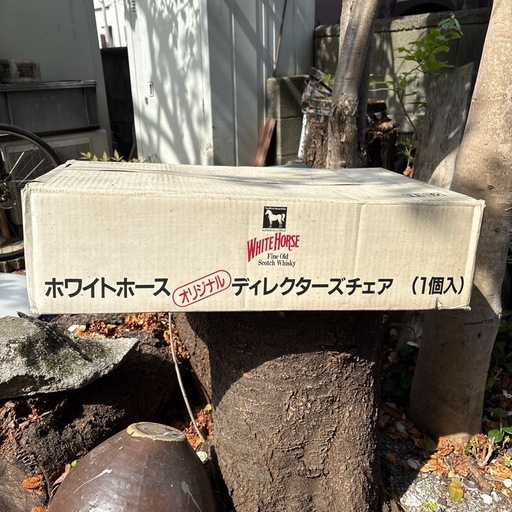 WHITE HORSE
Fine Old
Scotch Whisky
ホワイトホース オリジナル ディレクターズチェア (1個入)